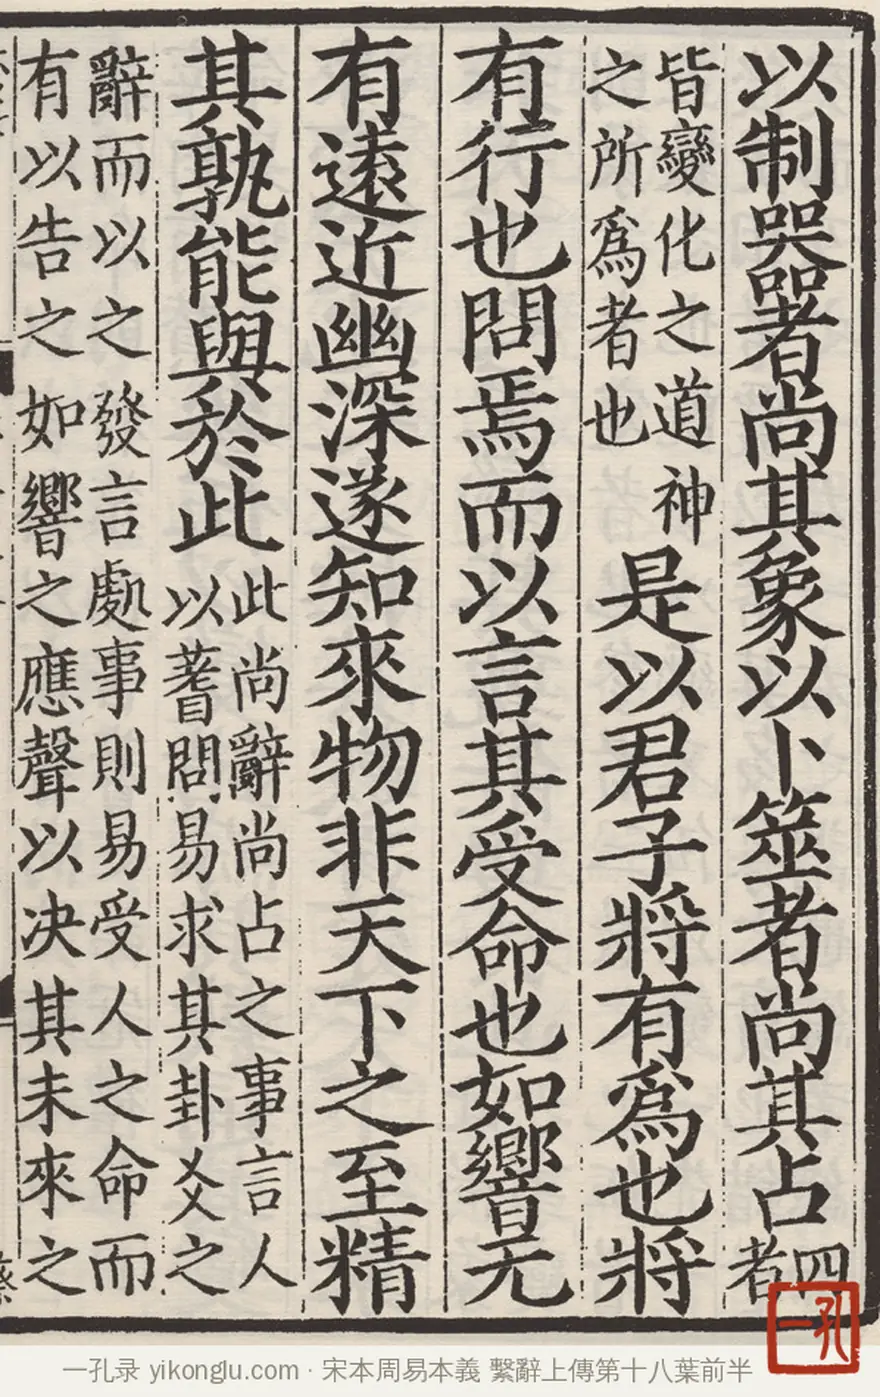 以制器者尚其象以卜筮者尚其占四者
皆變化之道神之所爲者也是以君子將有爲也將
有行也問焉而以言其受命也如響无
有遠近幽深遂知來物非天下之至精
其孰能與於此此尚辭尚占之事言人以蓍問易求其卦爻之
辭而以之發言處事則易受人之命而
有以告之如響之應聲以决其未來之
一孔
一孔录 yikonglu.com · 宋本周易本義 繫辭上傳第十八葉前半